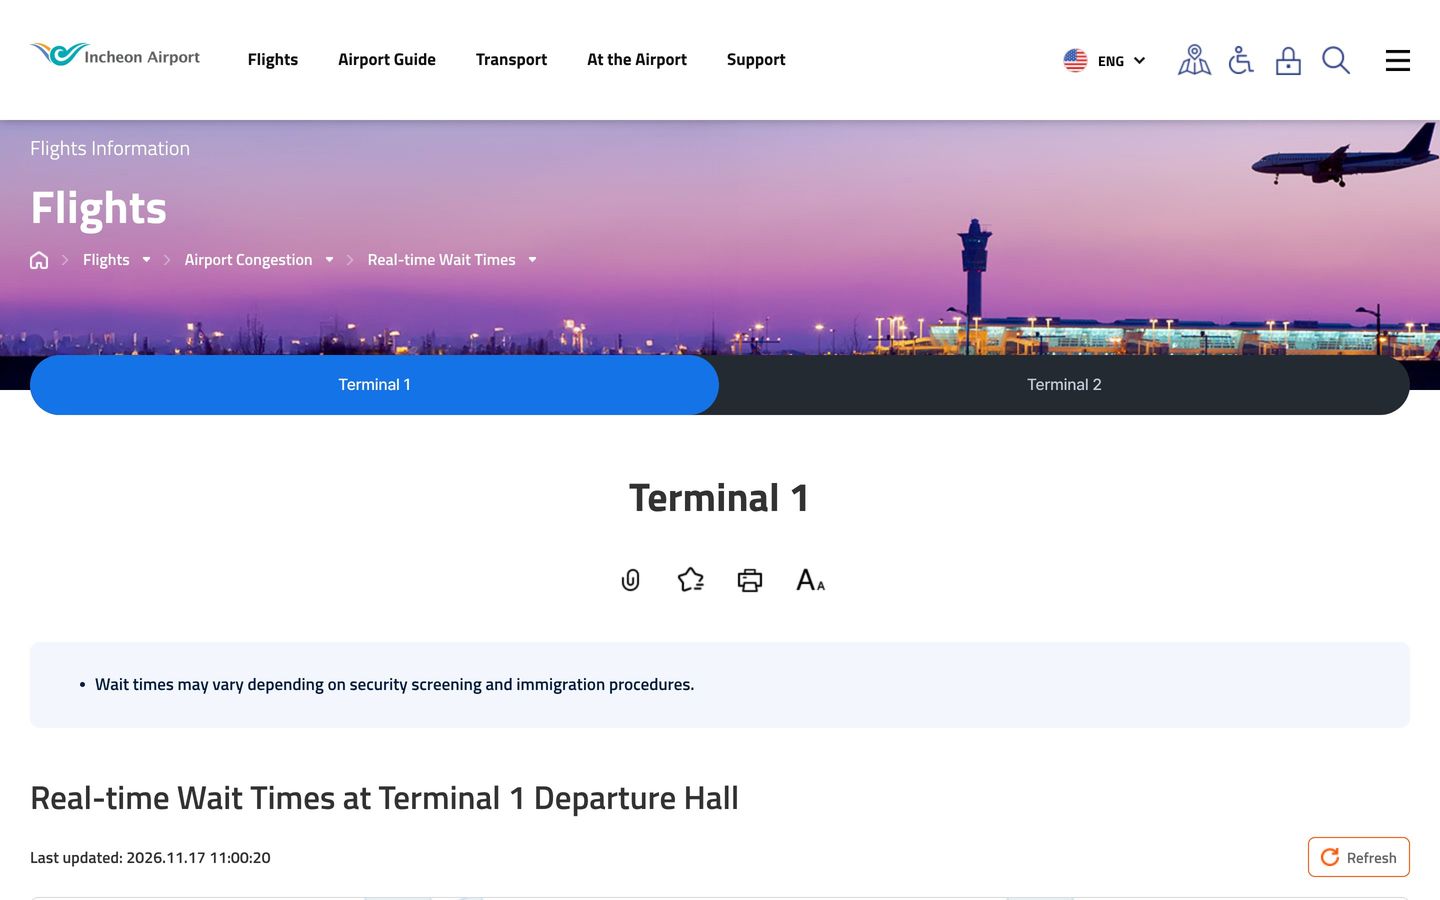 Incheon Airport
Flights
Airport Guide
Transport
At the Airport
Support
ENG
Flights Information
Flights
Flights
Airport Congestion
Real-time Wait Times
Terminal 1
Terminal 2
Terminal 1
AA
• Wait times may vary depending on security screening and immigration procedures.
Real-time Wait Times at Terminal 1 Departure Hall
Last updated: 2026.11.17 11:00:20
Refresh